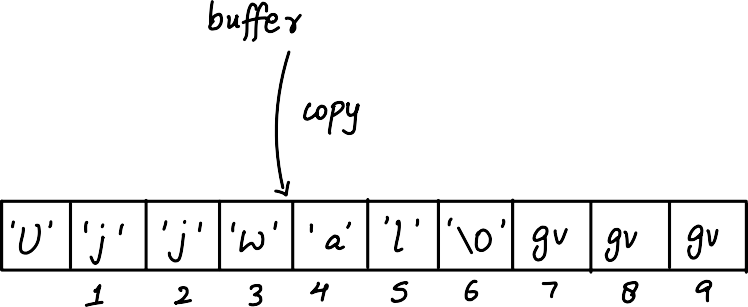 buffer
copy
'U' 'j' 'j' 'w' 'a' 'l' '\0' gv gv gv
1 2 3 4 5 6 7 8 9